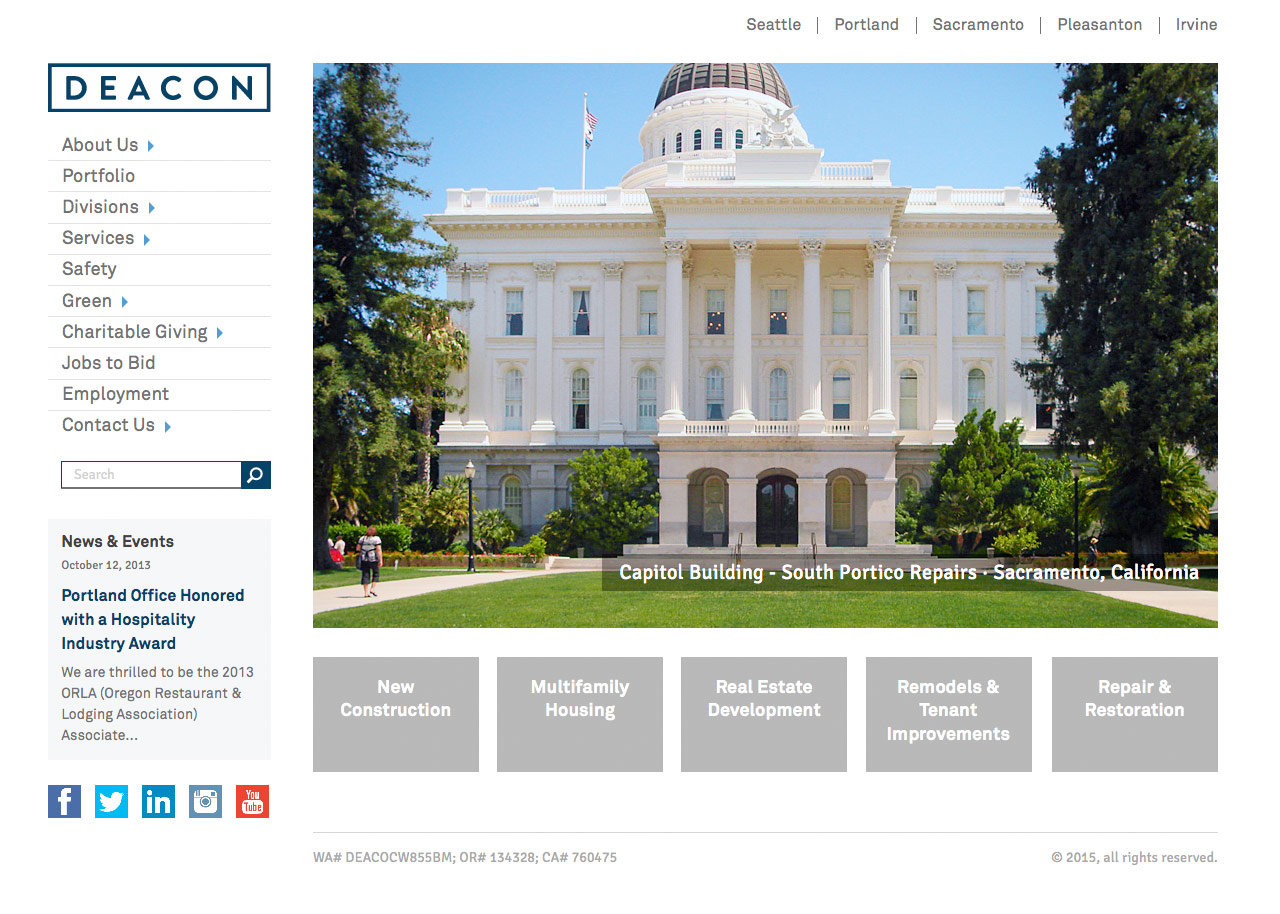 Seattle | Portland | Sacramento | Pleasanton | Irvine
DEACON
About Us
Portfolio
Divisions
Services
Safety
Green
Charitable Giving
Jobs to Bid
Employment
Contact Us
Search
News & Events
October 12, 2013
Portland Office Honored
with a Hospitality
Industry Award
We are thrilled to be the 2013
ORLA (Oregon Restaurant &
Lodging Association)
Associate...
f
in
You
Tube
Capitol Building - South Portico Repairs · Sacramento, California
New
Construction
Multifamily
Housing
Real Estate
Development
Remodels &
Tenant
Improvements
Repair &
Restoration
WA# DEACOCW855BM; OR# 134328; CA# 760475
© 2015, all rights reserved.